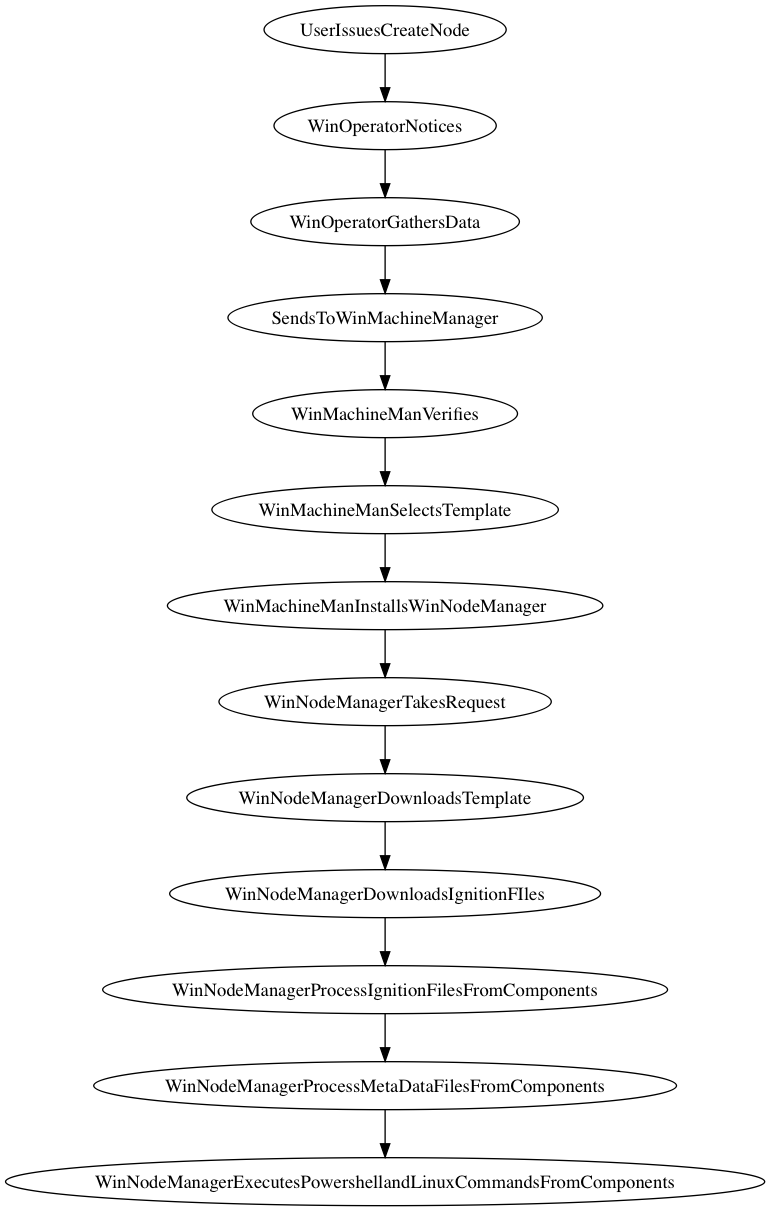 UserIssuesCreateNode
WinOperatorNotices
WinOperatorGathersData
SendsToWinMachineManager
WinMachineManVerifies
WinMachineManSelectsTemplate
WinMachineManInstallsWinNodeManager
WinNodeManagerTakesRequest
WinNodeManagerDownloadsTemplate
WinNodeManagerDownloadsIgnitionFIles
WinNodeManagerProcessIgnitionFilesFromComponents
WinNodeManagerProcessMetaDataFilesFromComponents
WinNodeManagerExecutesPowershellandLinuxCommandsFromComponents